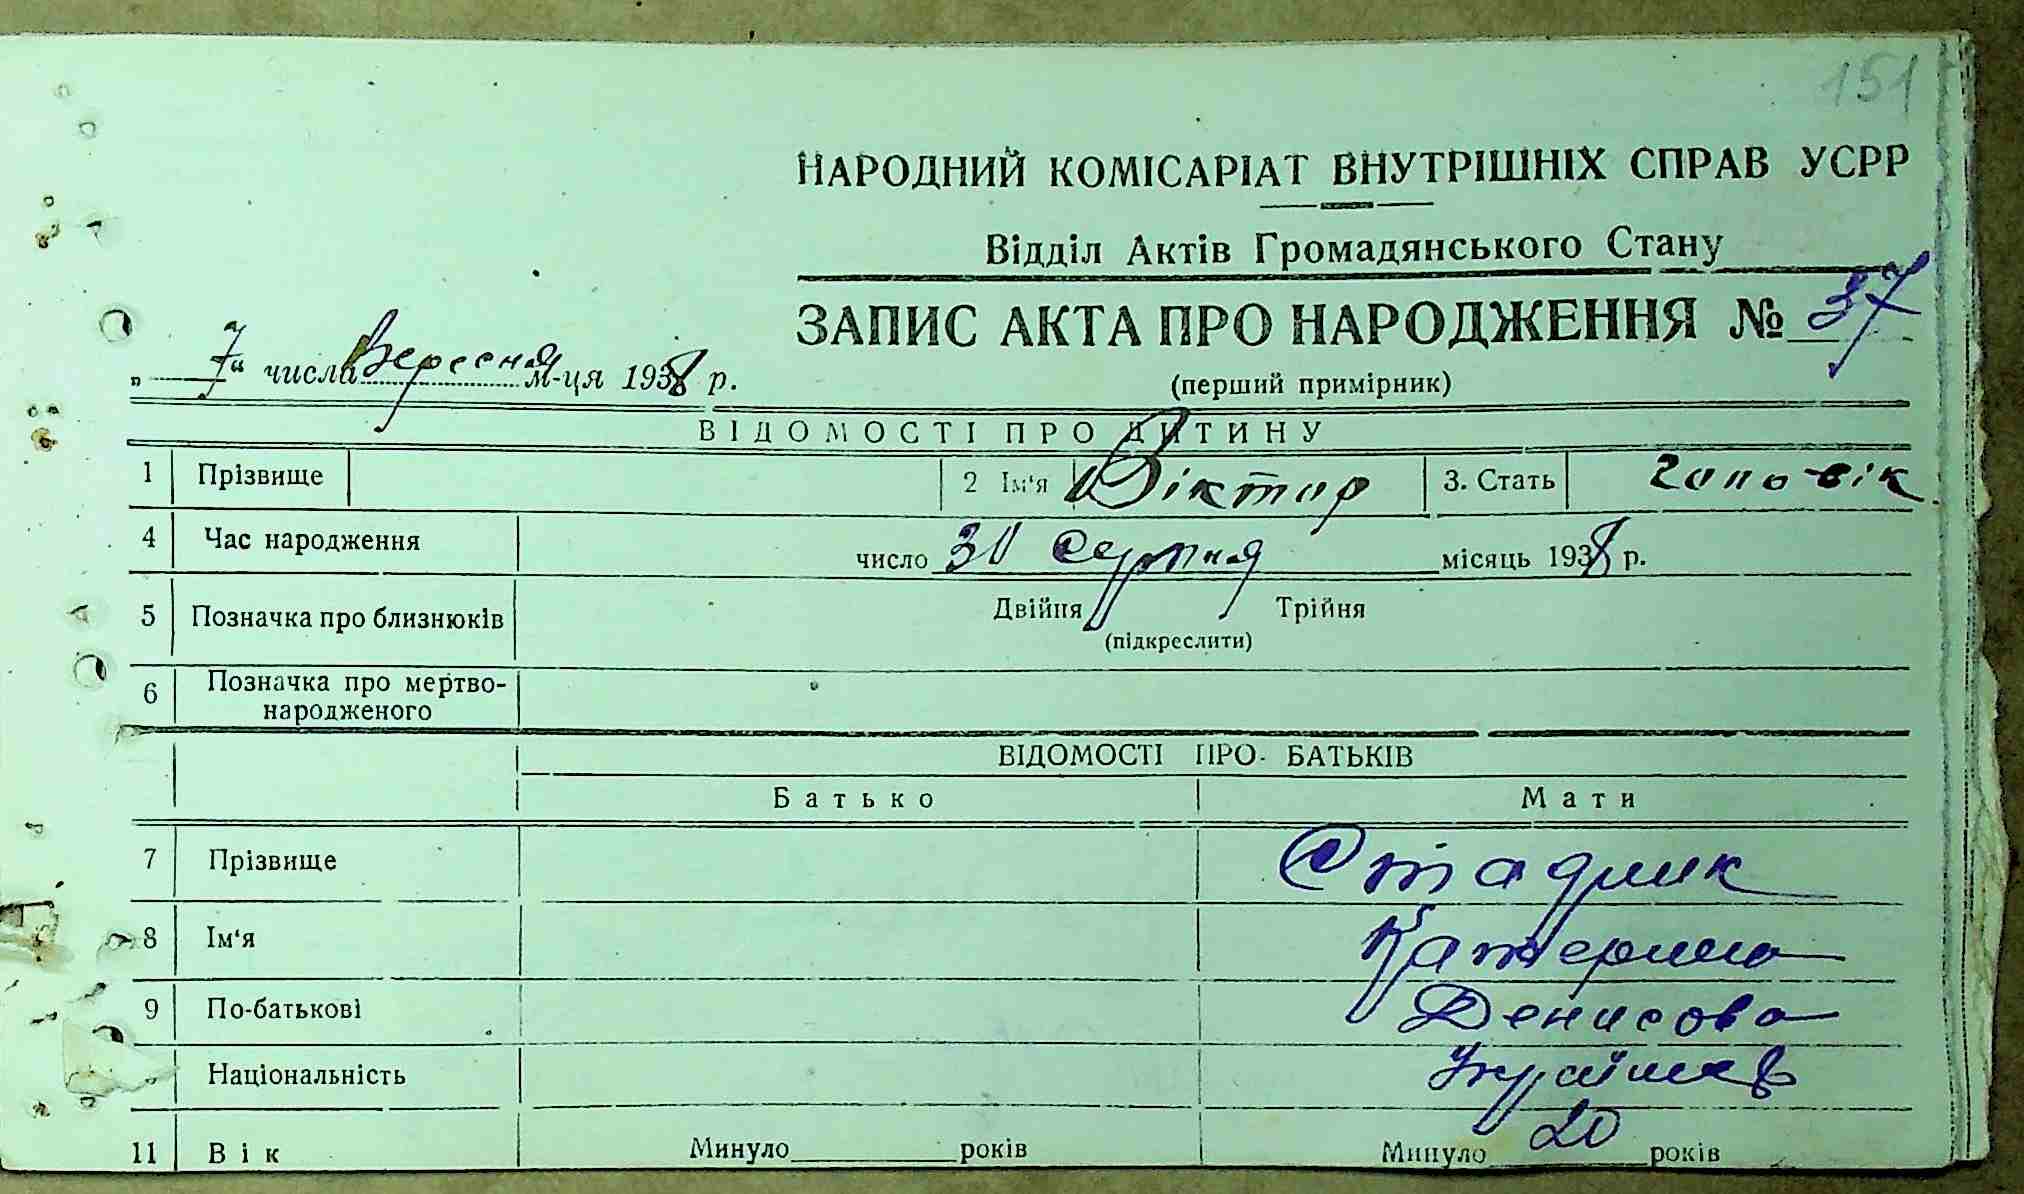 151
НАРОДНИЙ КОМІСАРІАТ ВНУТРІШНІХ СПРАВ УСРР
Відділ Актів Громадянського Стану
ЗАПИС АКТА ПРО НАРОДЖЕННЯ № 37
„ 7 “ числа Вересня м-ця 1938 р.
(перший примірник)
ВІДОМОСТІ ПРО ДИТИНУ
1 Прізвище 2 Ім‘я Віктор 3. Стать чоловік
4 Час народження число 30 Серпня місяць 1938 р.
5 Позначка про близнюків Двійня Трійня
(підкреслити)
6 Позначка про мертво-
народженого
ВІДОМОСТІ ПРО БАТЬКІВ
Батько Мати
7 Прізвище Стадник
8 Ім‘я Катерина
9 По-батькові Денисова
Національність
11 Вік Минуло років Минуло 20 років